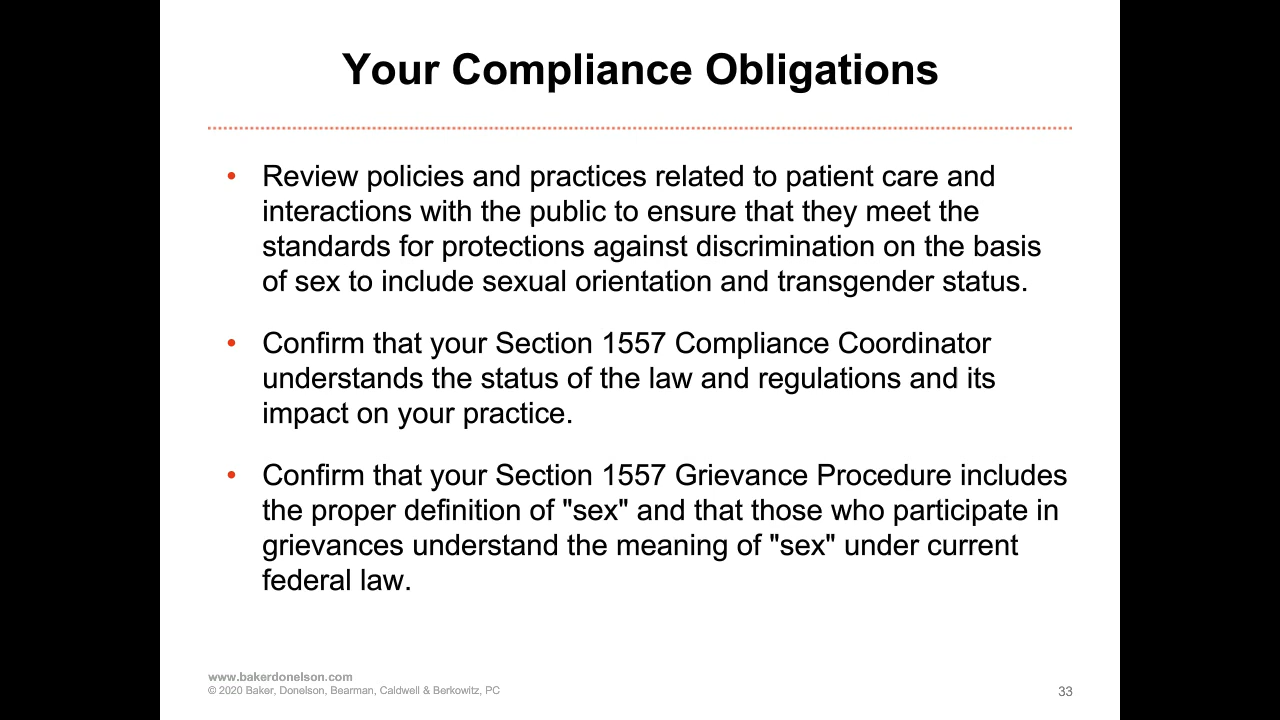 Your Compliance Obligations
• Review policies and practices related to patient care and
interactions with the public to ensure that they meet the
standards for protections against discrimination on the basis
of sex to include sexual orientation and transgender status.
• Confirm that your Section 1557 Compliance Coordinator
understands the status of the law and regulations and its
impact on your practice.
• Confirm that your Section 1557 Grievance Procedure includes
the proper definition of "sex" and that those who participate in
grievances understand the meaning of "sex" under current
federal law.
www.bakerdonelson.com
© 2020 Baker, Donelson, Bearman, Caldwell & Berkowitz, PC
33